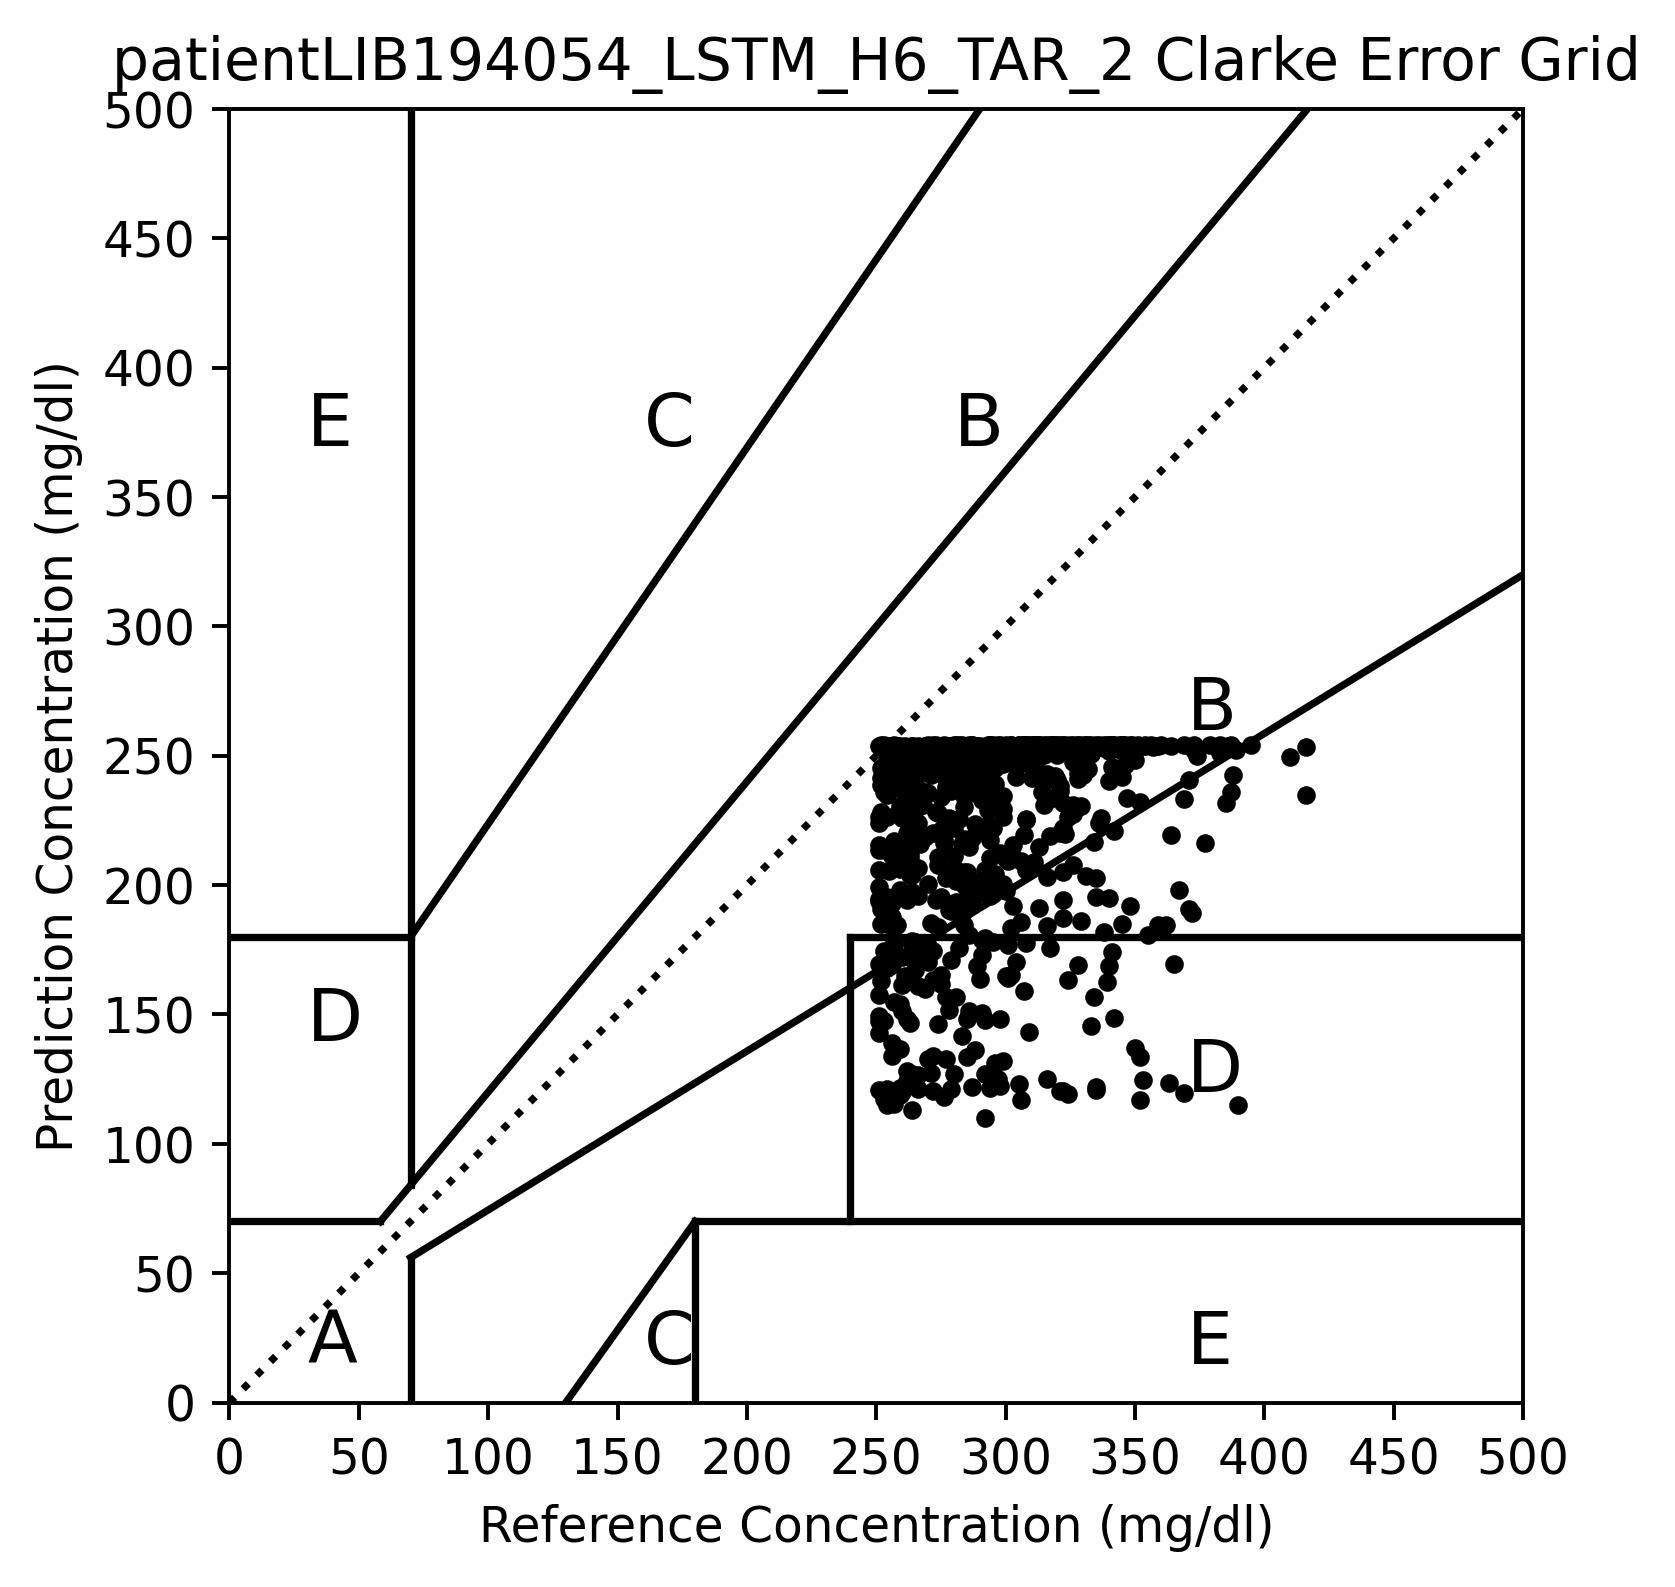 patientLIB194054_LSTM_H6_TAR_2 Clarke Error Grid
500
450
400
350
300
250
200
150
100
50
0
Prediction Concentration (mg/dl)
E
C
B
B
D
D
A
C
E
0 50 100 150 200 250 300 350 400 450 500
Reference Concentration (mg/dl)